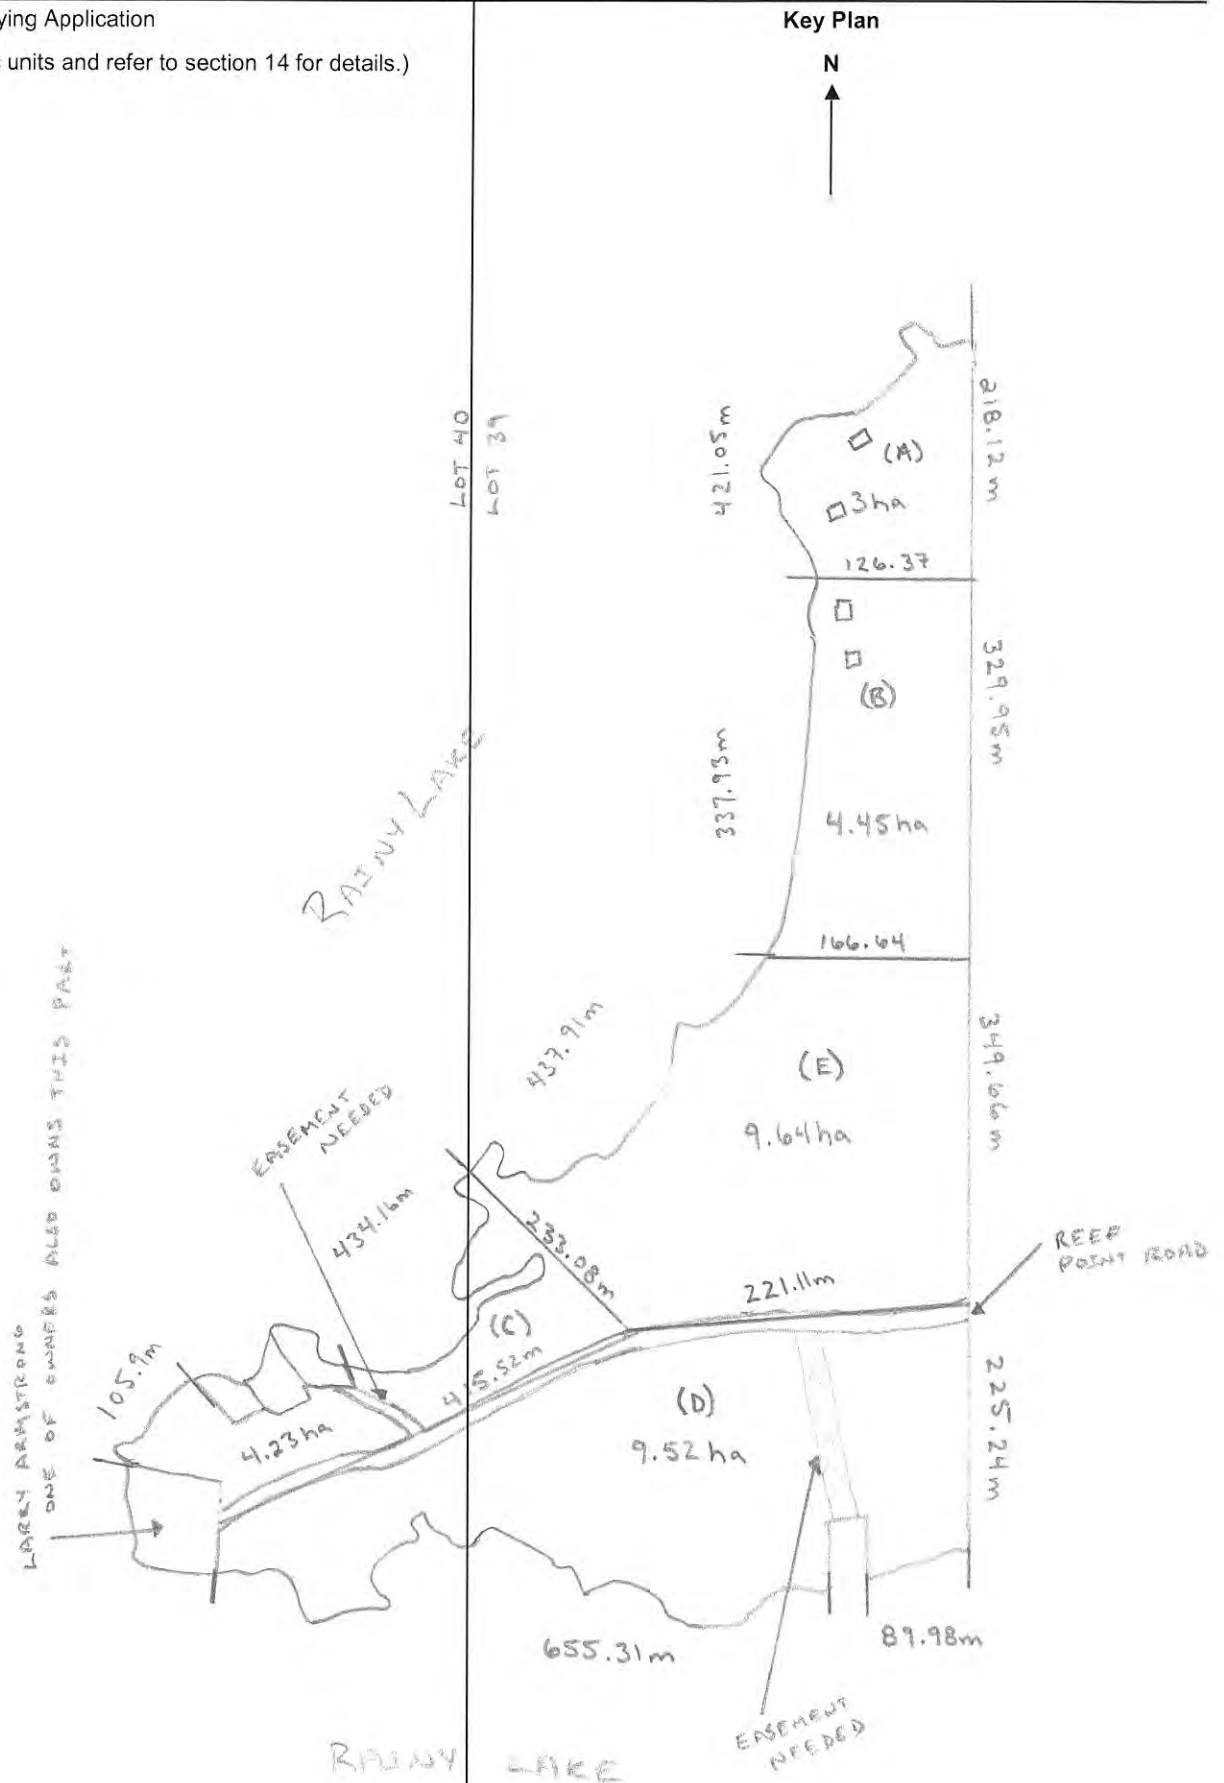 ying Application
units and refer to section 14 for details.)
Key Plan
N
LOT 40
LOT 39
421.05m
218.12m
(A)
3ha
126.37
(B)
329.95m
337.93m
4.45ha
RAINY LAKE
166.64
437.91m
(E)
9.64ha
349.66m
EASEMENT
NEEDED
434.16m
233.08m
221.11m
REEF
POINT ROAD
(C)
415.52m
105.9m
4.23ha
(D)
9.52ha
225.24m
LARRY ARMSTRONG
ONE OF OWNERS ALSO OWNS THIS PART
655.31m
89.98m
EASEMENT
NEEDED
RAINY LAKE